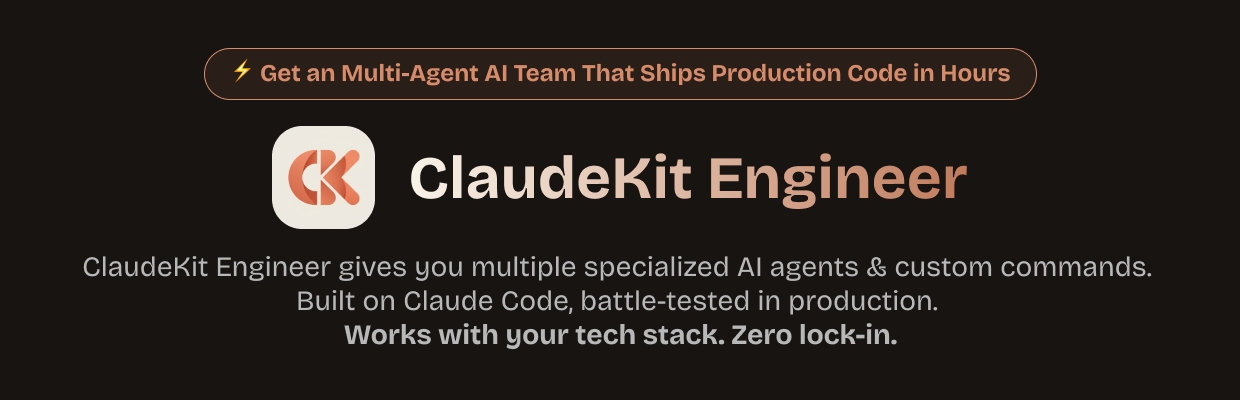 ⚡ Get an Multi-Agent AI Team That Ships Production Code in Hours
CK
ClaudeKit Engineer
ClaudeKit Engineer gives you multiple specialized AI agents & custom commands.
Built on Claude Code, battle-tested in production.
Works with your tech stack. Zero lock-in.